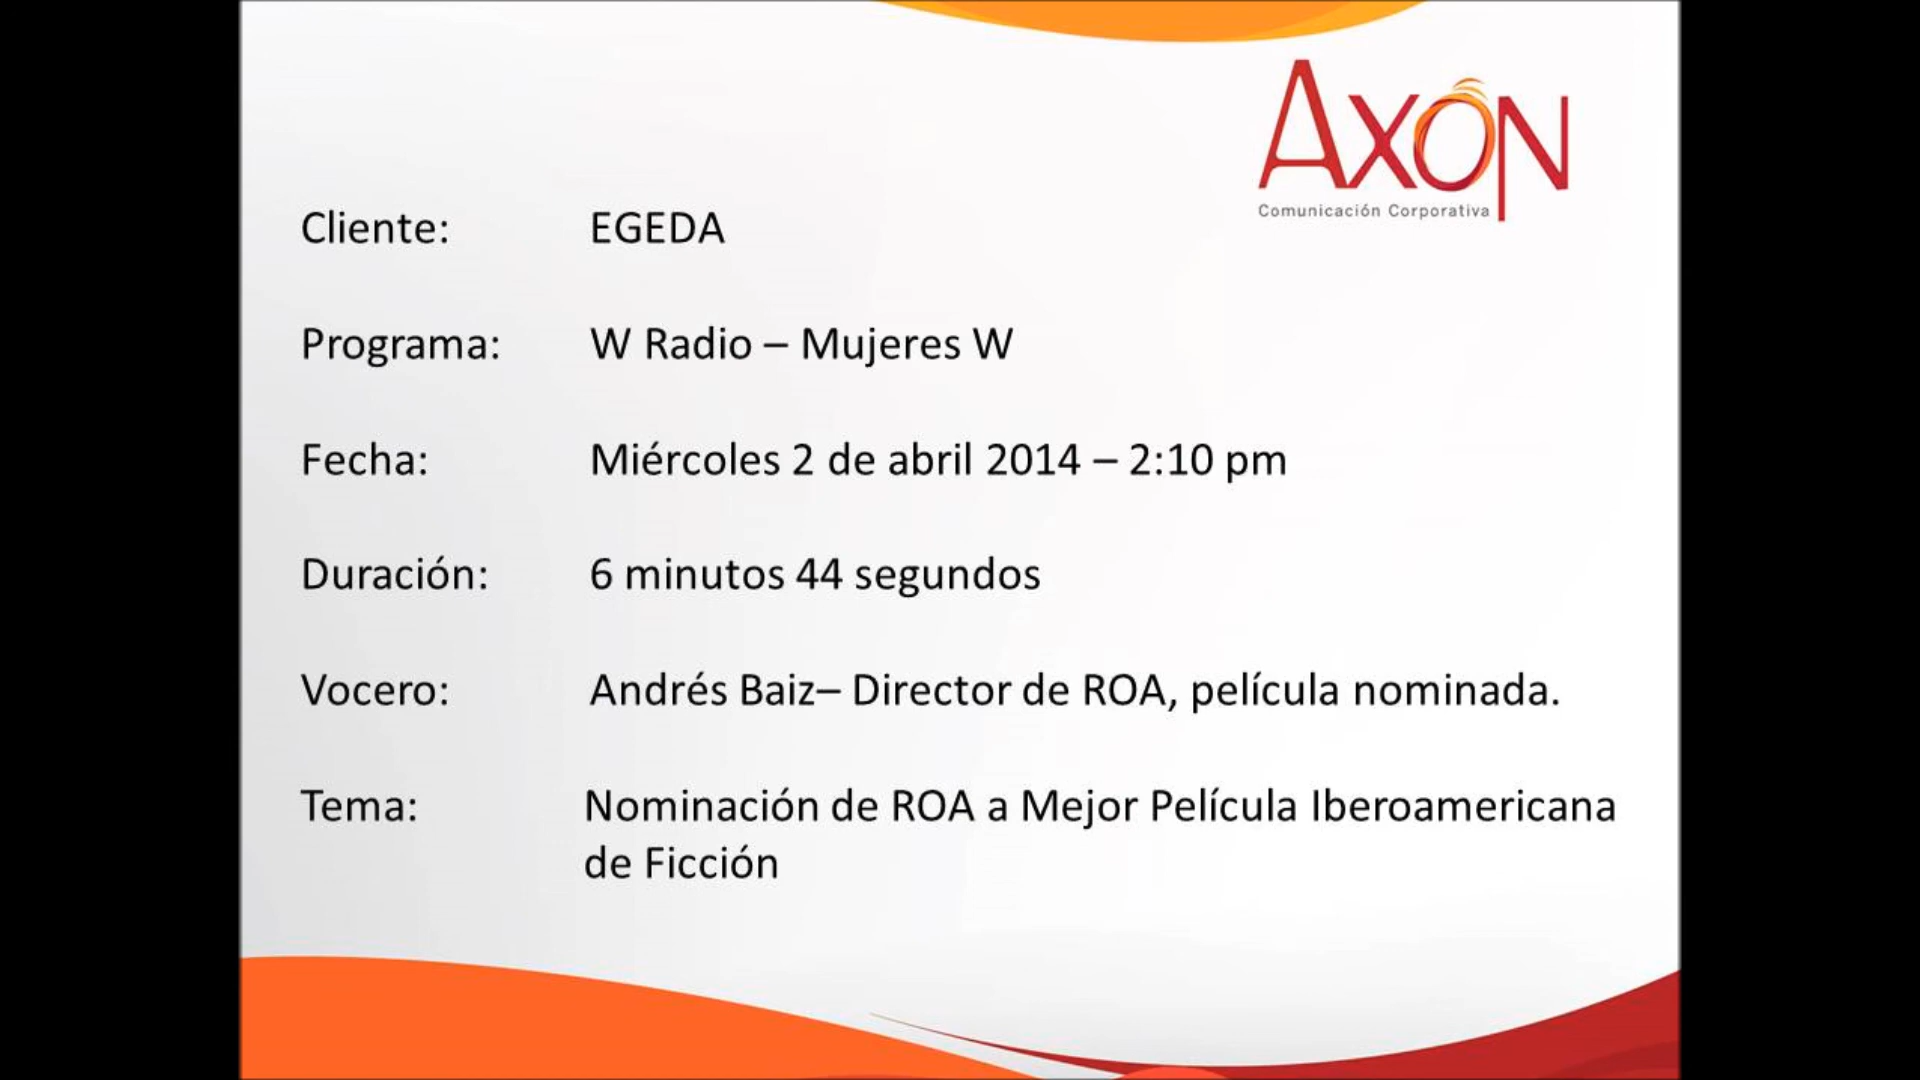 AXÓN
Comunicación Corporativa
Cliente: EGEDA
Programa: W Radio – Mujeres W
Fecha: Miércoles 2 de abril 2014 – 2:10 pm
Duración: 6 minutos 44 segundos
Vocero: Andrés Baiz– Director de ROA, película nominada.
Tema: Nominación de ROA a Mejor Película Iberoamericana
de Ficción